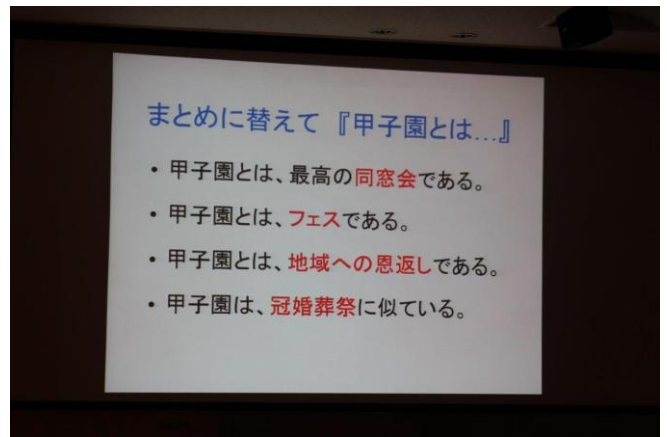 まとめに替えて『甲子園とは…』
・甲子園とは、最高の同窓会である。
・甲子園とは、フェスである。
・甲子園とは、地域への恩返しである。
・甲子園は、冠婚葬祭に似ている。